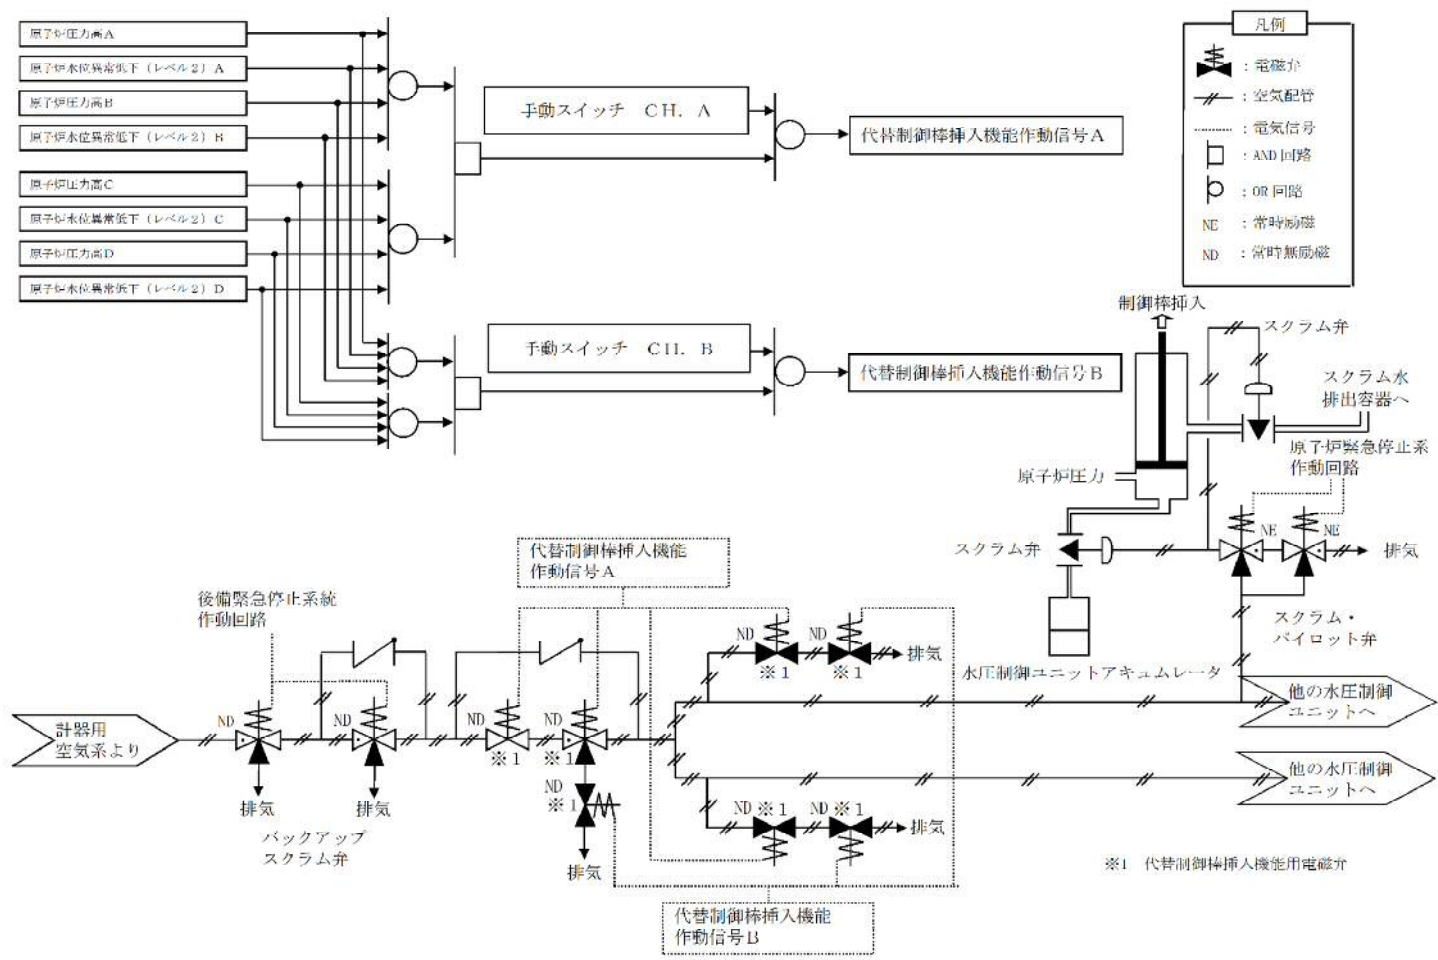 原子炉圧力高A
原子炉水位異常低下（レベル２）A
原子炉圧力高B
原子炉水位異常低下（レベル２）B
原子炉圧力高C
原子炉水位異常低下（レベル２）C
原子炉圧力高D
原子炉水位異常低下（レベル２）D
手動スイッチ　CH．A
代替制御棒挿入機能作動信号A
手動スイッチ　CH．B
代替制御棒挿入機能作動信号B
凡例
：電磁弁
：空気配管
：電気信号
：AND回路
：OR回路
NE　：常時励磁
ND　：常時無励磁
制御棒挿入
スクラム弁
スクラム水
排出容器へ
原子炉緊急停止系
作動回路
原子炉圧力
NE
NE
スクラム弁
排気
スクラム・
パイロット弁
水圧制御ユニットアキュムレータ
代替制御棒挿入機能
作動信号A
後備緊急停止系統
作動回路
ND
ND
排気
※1
※1
他の水圧制御
ユニットへ
計器用
空気系より
ND
ND
ND
ND
※1
※1
ND
※1
他の水圧制御
ユニットへ
排気
排気
ND
※1
ND
※1
排気
バックアップ
スクラム弁
排気
※1　代替制御棒挿入機能用電磁弁
代替制御棒挿入機能
作動信号B